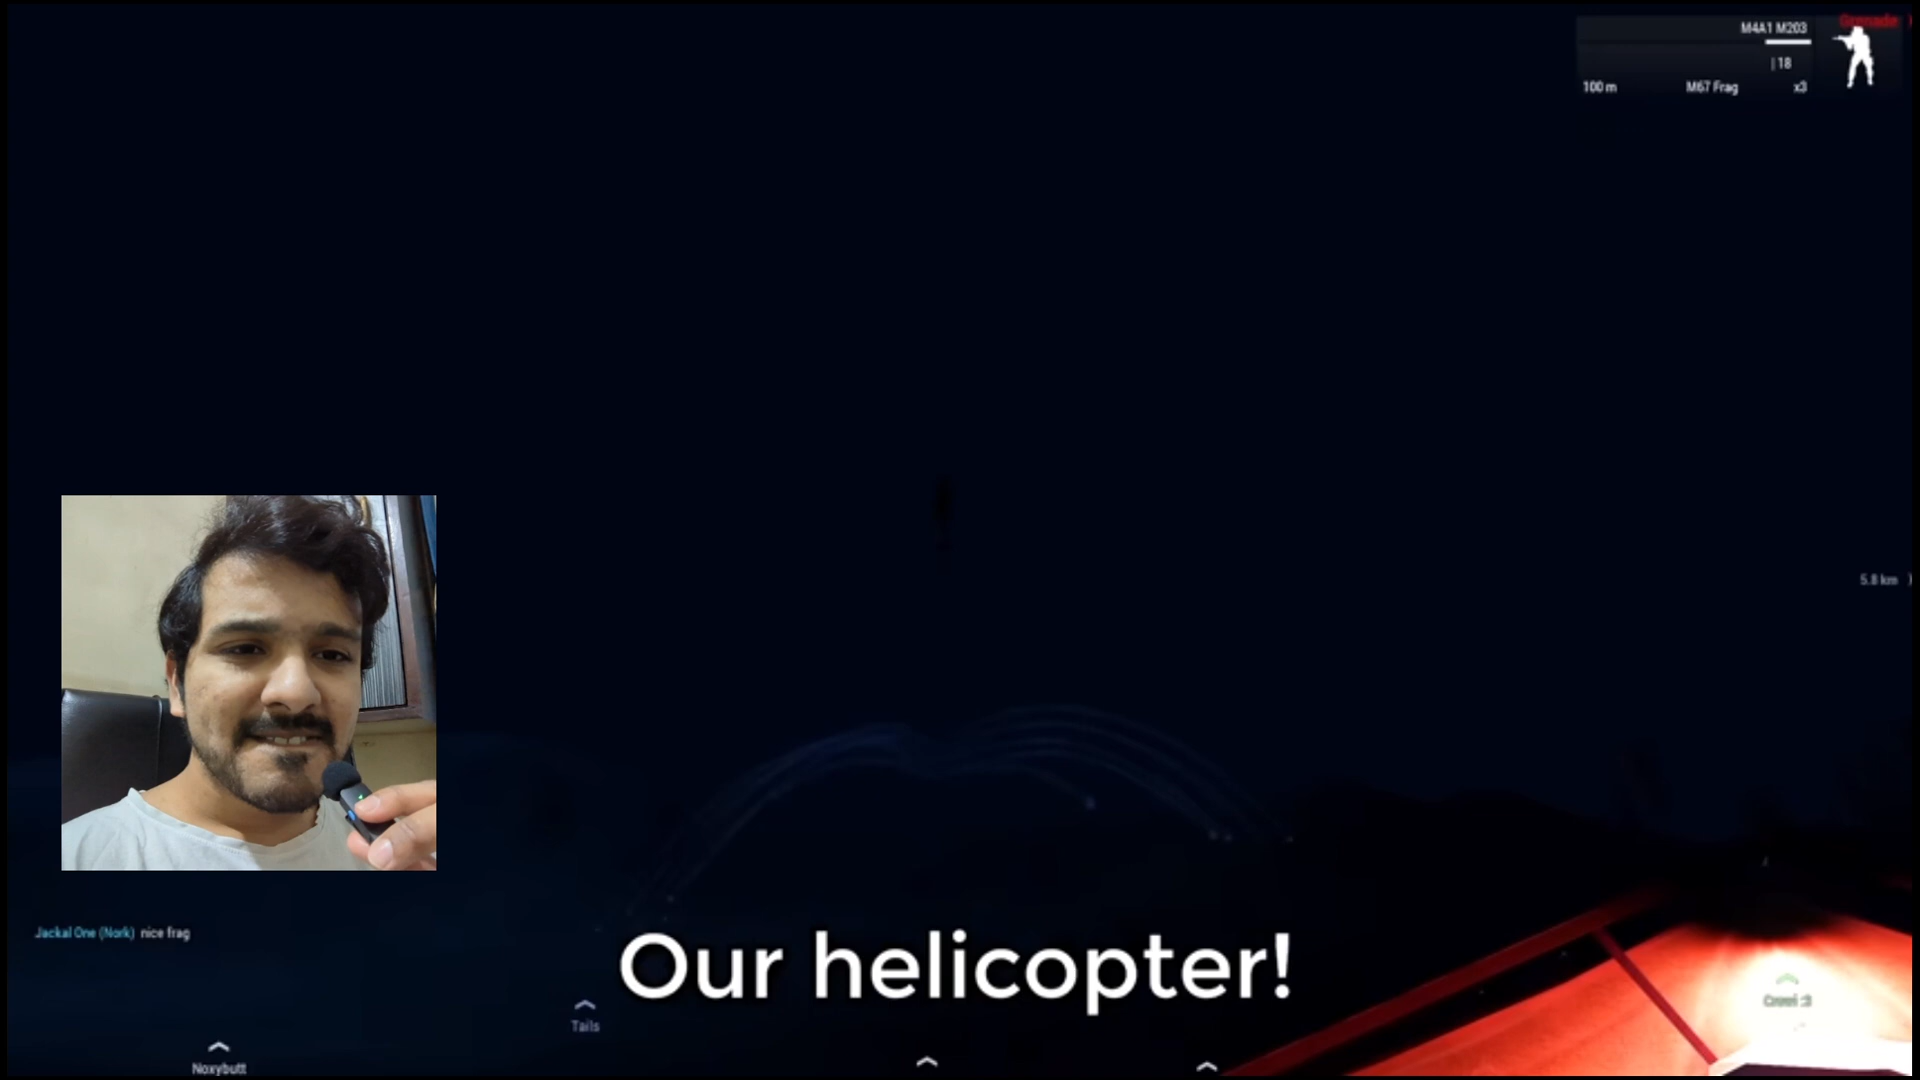 Grenade
M4A1 M203
|18
100 m M67 Frag x3
5.8 km
Jackal One (Nork) nice frag
Our helicopter!
Tails
Noxybutt